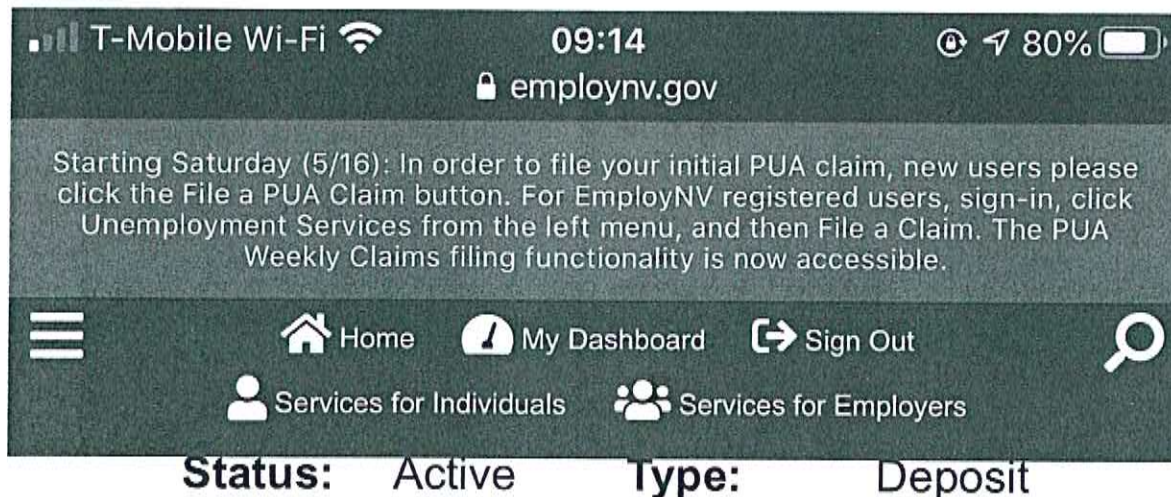 T-Mobile Wi-Fi 09:14 80%
employnv.gov
Starting Saturday (5/16): In order to file your initial PUA claim, new users please
click the File a PUA Claim button. For EmployNV registered users, sign-in, click
Unemployment Services from the left menu, and then File a Claim. The PUA
Weekly Claims filing functionality is now accessible.
Home My Dashboard Sign Out
Services for Individuals Services for Employers
Status: Active Type: Deposit